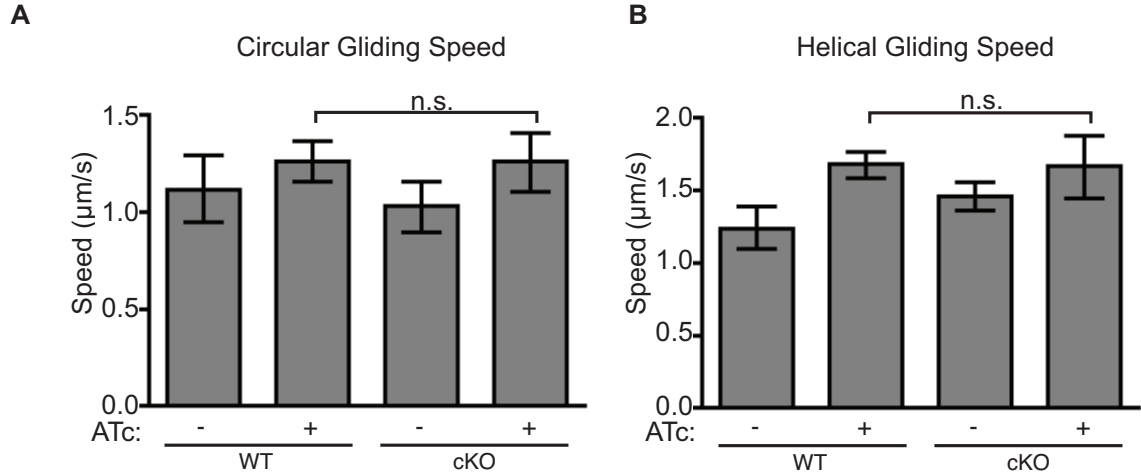 A
Circular Gliding Speed
n.s.
Speed (µm/s)
1.5
1.0
0.5
0.0
ATc: - + - +
WT cKO
B
Helical Gliding Speed
n.s.
Speed (µm/s)
2.0
1.5
1.0
0.5
0.0
ATc: - + - +
WT cKO